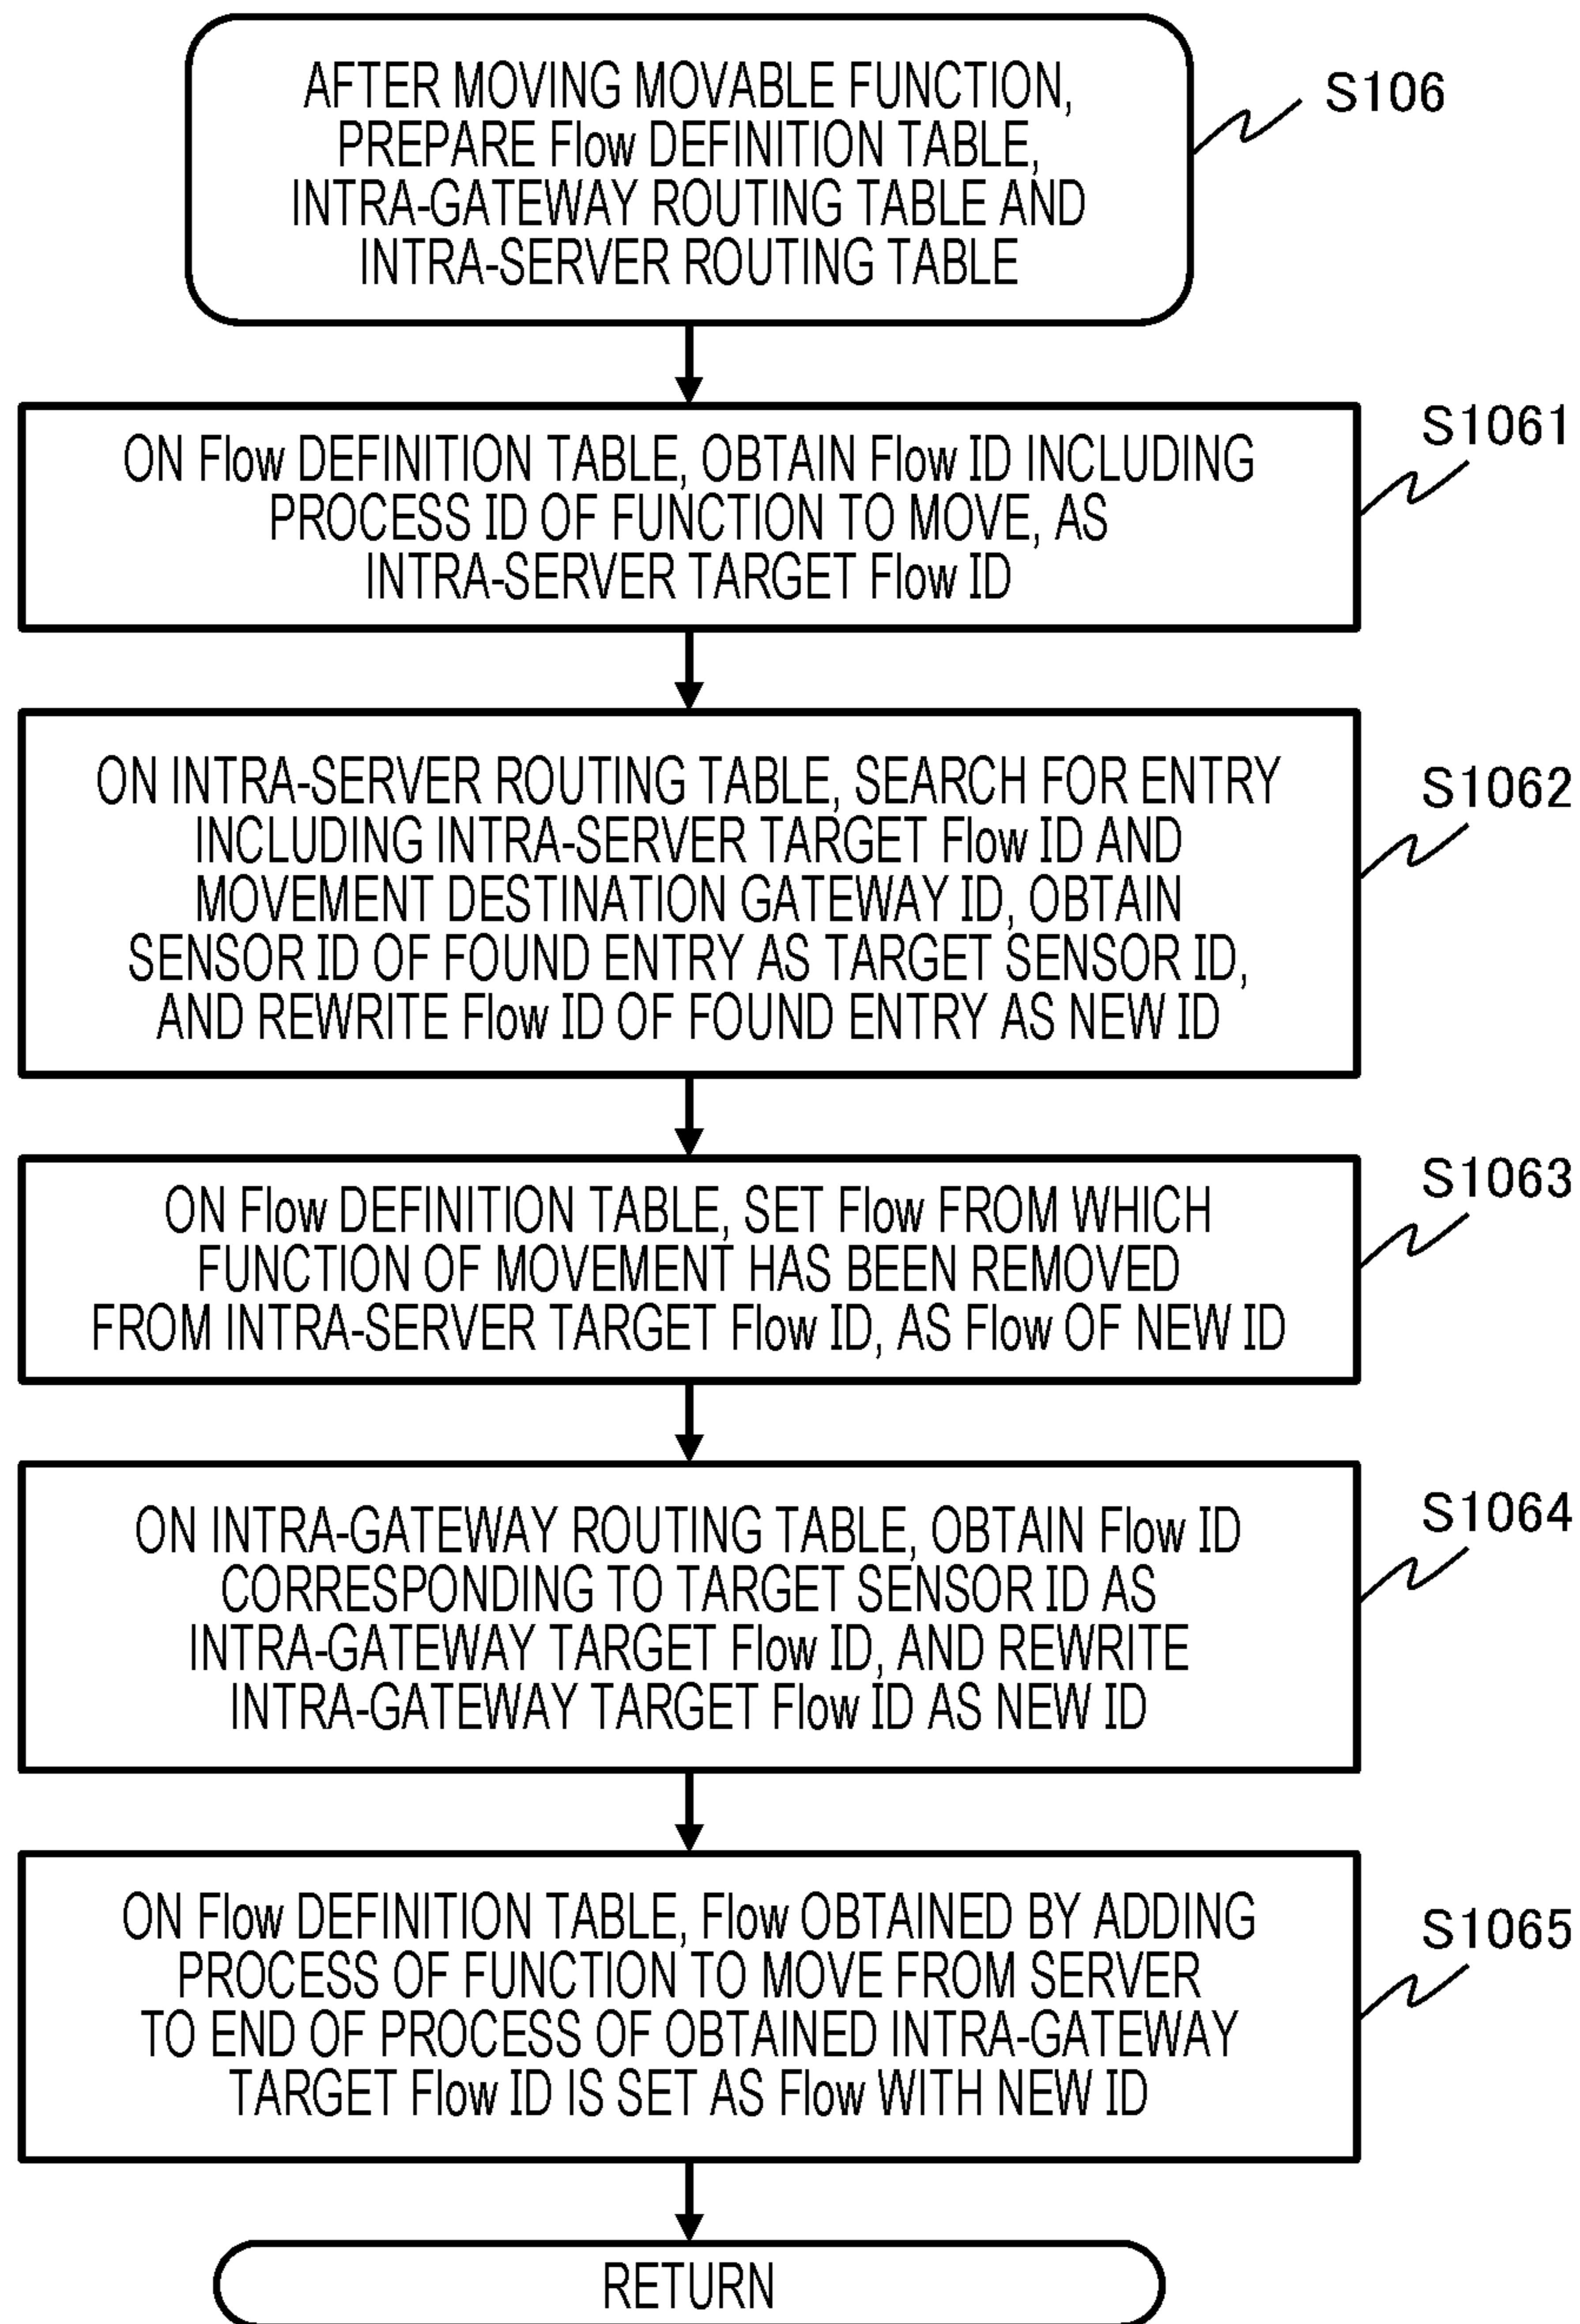 AFTER MOVING MOVABLE FUNCTION,
PREPARE Flow DEFINITION TABLE,
INTRA-GATEWAY ROUTING TABLE AND
INTRA-SERVER ROUTING TABLE
S106
ON Flow DEFINITION TABLE, OBTAIN Flow ID INCLUDING
PROCESS ID OF FUNCTION TO MOVE, AS
INTRA-SERVER TARGET Flow ID
S1061
ON INTRA-SERVER ROUTING TABLE, SEARCH FOR ENTRY
INCLUDING INTRA-SERVER TARGET Flow ID AND
MOVEMENT DESTINATION GATEWAY ID, OBTAIN
SENSOR ID OF FOUND ENTRY AS TARGET SENSOR ID,
AND REWRITE Flow ID OF FOUND ENTRY AS NEW ID
S1062
ON Flow DEFINITION TABLE, SET Flow FROM WHICH
FUNCTION OF MOVEMENT HAS BEEN REMOVED
FROM INTRA-SERVER TARGET Flow ID, AS Flow OF NEW ID
S1063
ON INTRA-GATEWAY ROUTING TABLE, OBTAIN Flow ID
CORRESPONDING TO TARGET SENSOR ID AS
INTRA-GATEWAY TARGET Flow ID, AND REWRITE
INTRA-GATEWAY TARGET Flow ID AS NEW ID
S1064
ON Flow DEFINITION TABLE, Flow OBTAINED BY ADDING
PROCESS OF FUNCTION TO MOVE FROM SERVER
TO END OF PROCESS OF OBTAINED INTRA-GATEWAY
TARGET Flow ID IS SET AS Flow WITH NEW ID
S1065
RETURN